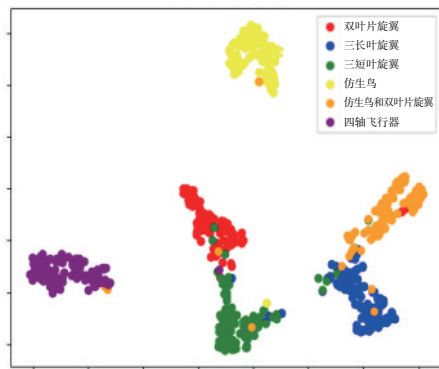 双叶片旋翼
三长叶旋翼
三短叶旋翼
仿生鸟
仿生鸟和双叶片旋翼
四轴飞行器